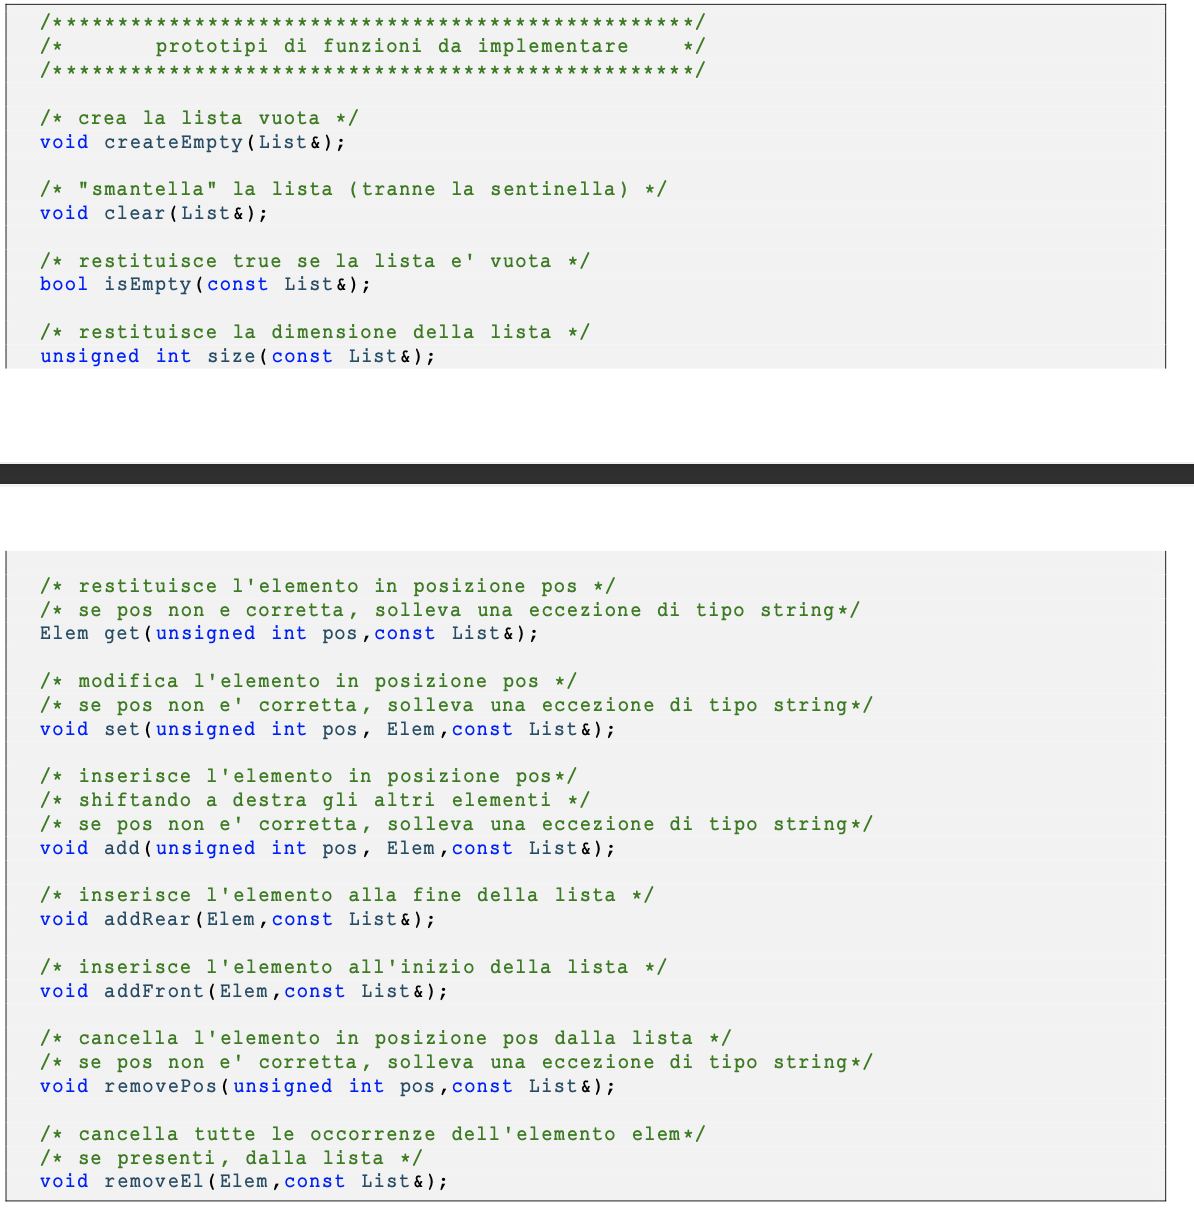 /**************************************************/
/*       prototipi di funzioni da implementare    */
/**************************************************/
/* crea la lista vuota */
void createEmpty(List&);
/* "smantella" la lista (tranne la sentinella) */
void clear(List&);
/* restituisce true se la lista e' vuota */
bool isEmpty(const List&);
/* restituisce la dimensione della lista */
unsigned int size(const List&);
/* restituisce l'elemento in posizione pos */
/* se pos non e corretta, solleva una eccezione di tipo string*/
Elem get(unsigned int pos,const List&);
/* modifica l'elemento in posizione pos */
/* se pos non e' corretta, solleva una eccezione di tipo string*/
void set(unsigned int pos, Elem,const List&);
/* inserisce l'elemento in posizione pos*/
/* shiftando a destra gli altri elementi */
/* se pos non e' corretta, solleva una eccezione di tipo string*/
void add(unsigned int pos, Elem,const List&);
/* inserisce l'elemento alla fine della lista */
void addRear(Elem,const List&);
/* inserisce l'elemento all'inizio della lista */
void addFront(Elem,const List&);
/* cancella l'elemento in posizione pos dalla lista */
/* se pos non e' corretta, solleva una eccezione di tipo string*/
void removePos(unsigned int pos,const List&);
/* cancella tutte le occorrenze dell'elemento elem*/
/* se presenti, dalla lista */
void removeEl(Elem,const List&);